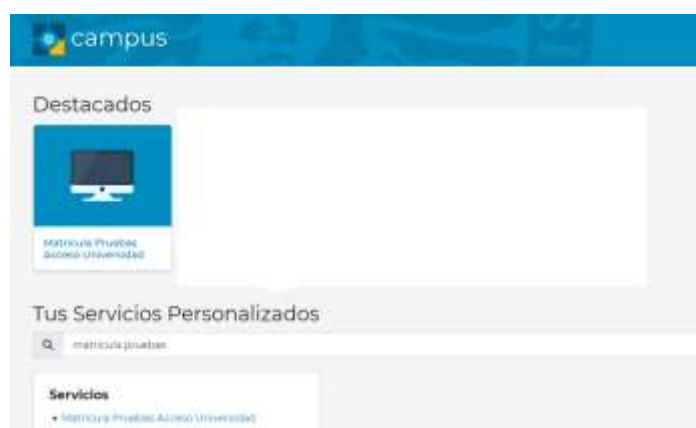 campus
Destacados
Matrícula Pruebas
Acceso Universidad
Tus Servicios Personalizados
matricula pruebas
Servicios
• Matrícula Pruebas Acceso Universidad